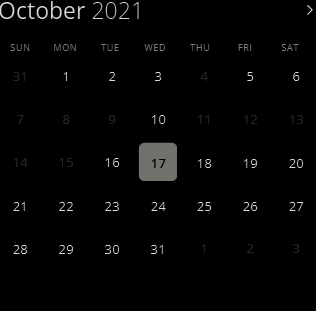 October 2021
SUN MON TUE WED THU FRI SAT
31 1 2 3 4 5 6
7 8 9 10 11 12 13
14 15 16 17 18 19 20
21 22 23 24 25 26 27
28 29 30 31 1 2 3